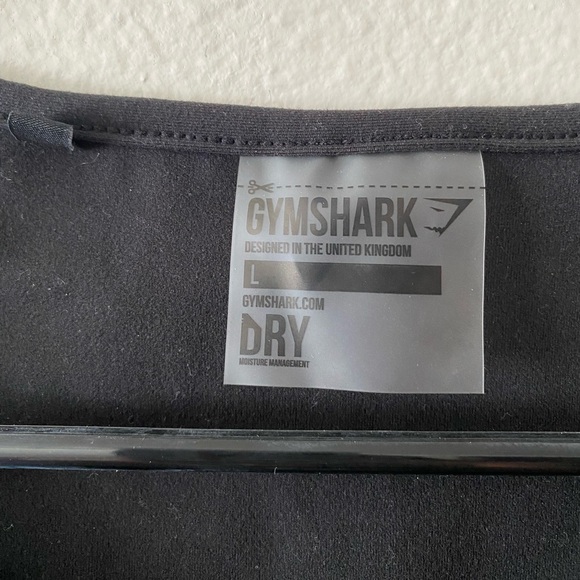 GYMSHARK
DESIGNED IN THE UNITED KINGDOM
L
GYMSHARK.COM
DRY
MOISTURE MANAGEMENT